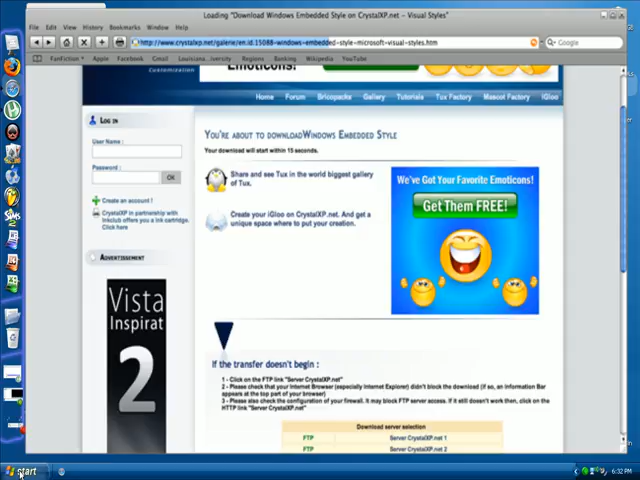 Loading "Download Windows Embedded Style on CrystalXP.net - Visual Styles"
File Edit View History Bookmarks Window Help
http://www.crystalxp.net/galerie/en.id.15088-windows-embedded-style-microsoft-visual-styles.htm
Google
FanFiction Apple Facebook Gmail Louisiana...iversity Regions Banking Wikipedia YouTube
Customization
Emoticons!
Home Forum Bricopacks Gallery Tutorials Tux Factory Mascot Factory iGloo
Log in
User Name :
Password :
OK
Create an account !
CrystalXP in partnership with
Inkclub offers you a ink cartridge.
Click here
Advertisement
Vista
Inspirat
2
You're about to downloadWindows Embedded Style
Your download will start within 15 seconds.
Share and see Tux in the world biggest gallery
of Tux.
Create your iGloo on CrystalXP.net. And get a
unique space where to put your creation.
We've Got Your Favorite Emoticons!
Get Them FREE!
If the transfer doesn't begin :
1 - Click on the FTP link "Server CrystalXP.net"
2 - Please check that your Internet Browser (especially Internet Explorer) didn't block the download (if so, an Information Bar
appears at the top part of your browser)
3 - Please also check the configuration of your firewall. It may block FTP server access. If it still doesn't work then, click on the
HTTP link "Server CrystalXP.net"
Download server selection
FTP Server CrystalXP.net 1
FTP Server CrystalXP.net 2
start
6:32 PM